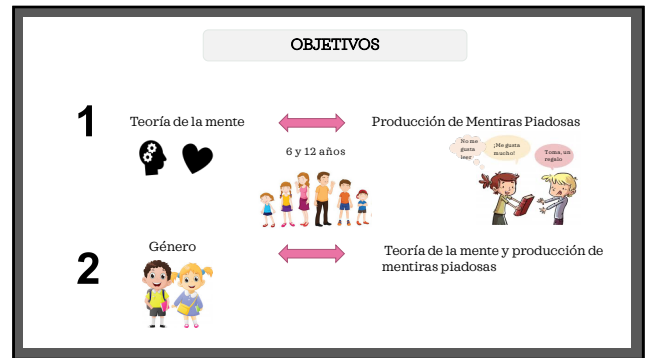 OBJETIVOS
1
Teoría de la mente
Producción de Mentiras Piadosas
6 y 12 años
No me
gusta
leer
¡Me gusta
mucho!
Toma, un
regalo
2
Género
Teoría de la mente y producción de
mentiras piadosas